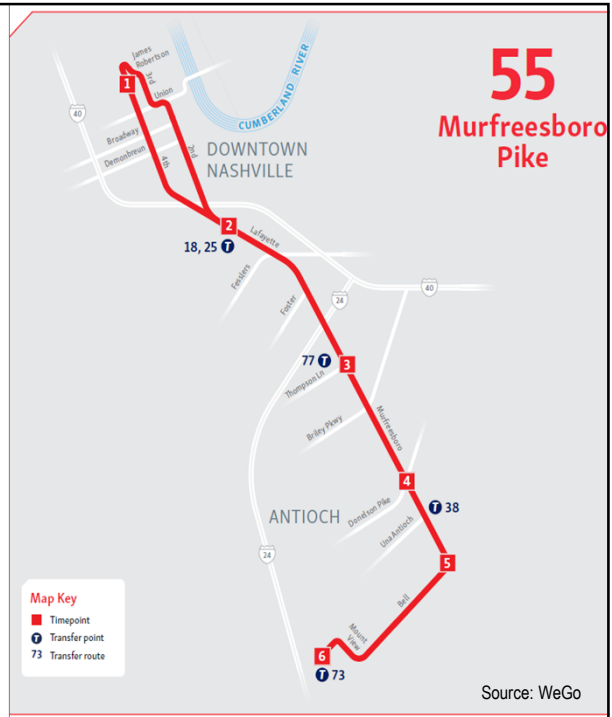 55
Murfreesboro
Pike
James
Robertson
1
3rd
Union
CUMBERLAND RIVER
40
Broadway
Demonbreun
4th
2nd
DOWNTOWN
NASHVILLE
2
18, 25 T
Lafayette
Fesslers
Foster
24
40
77 T
3
Thompson Ln
Briley Pkwy
Murfreesboro
4
Donelson Pike
T 38
ANTIOCH
Una Antioch
24
5
Bell
Mount
View
6
T 73
Map Key
Timepoint
T Transfer point
73 Transfer route
Source: WeGo